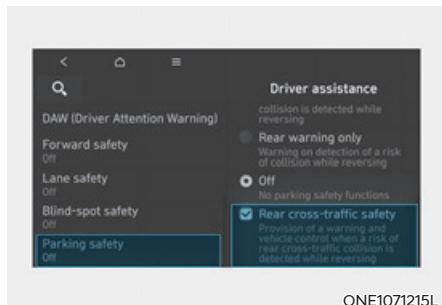 Driver assistance
DAW (Driver Attention Warning)
Forward safety
Off
Lane safety
Off
Blind-spot safety
Off
Parking safety
Off
collision is detected while
reversing
Rear warning only
Warning on detection of a risk
of collision while reversing
Off
No parking safety functions
Rear cross-traffic safety
Provision of a warning and
vehicle control when a risk of
rear cross-traffic collision is
detected while reversing
ONE1071215L